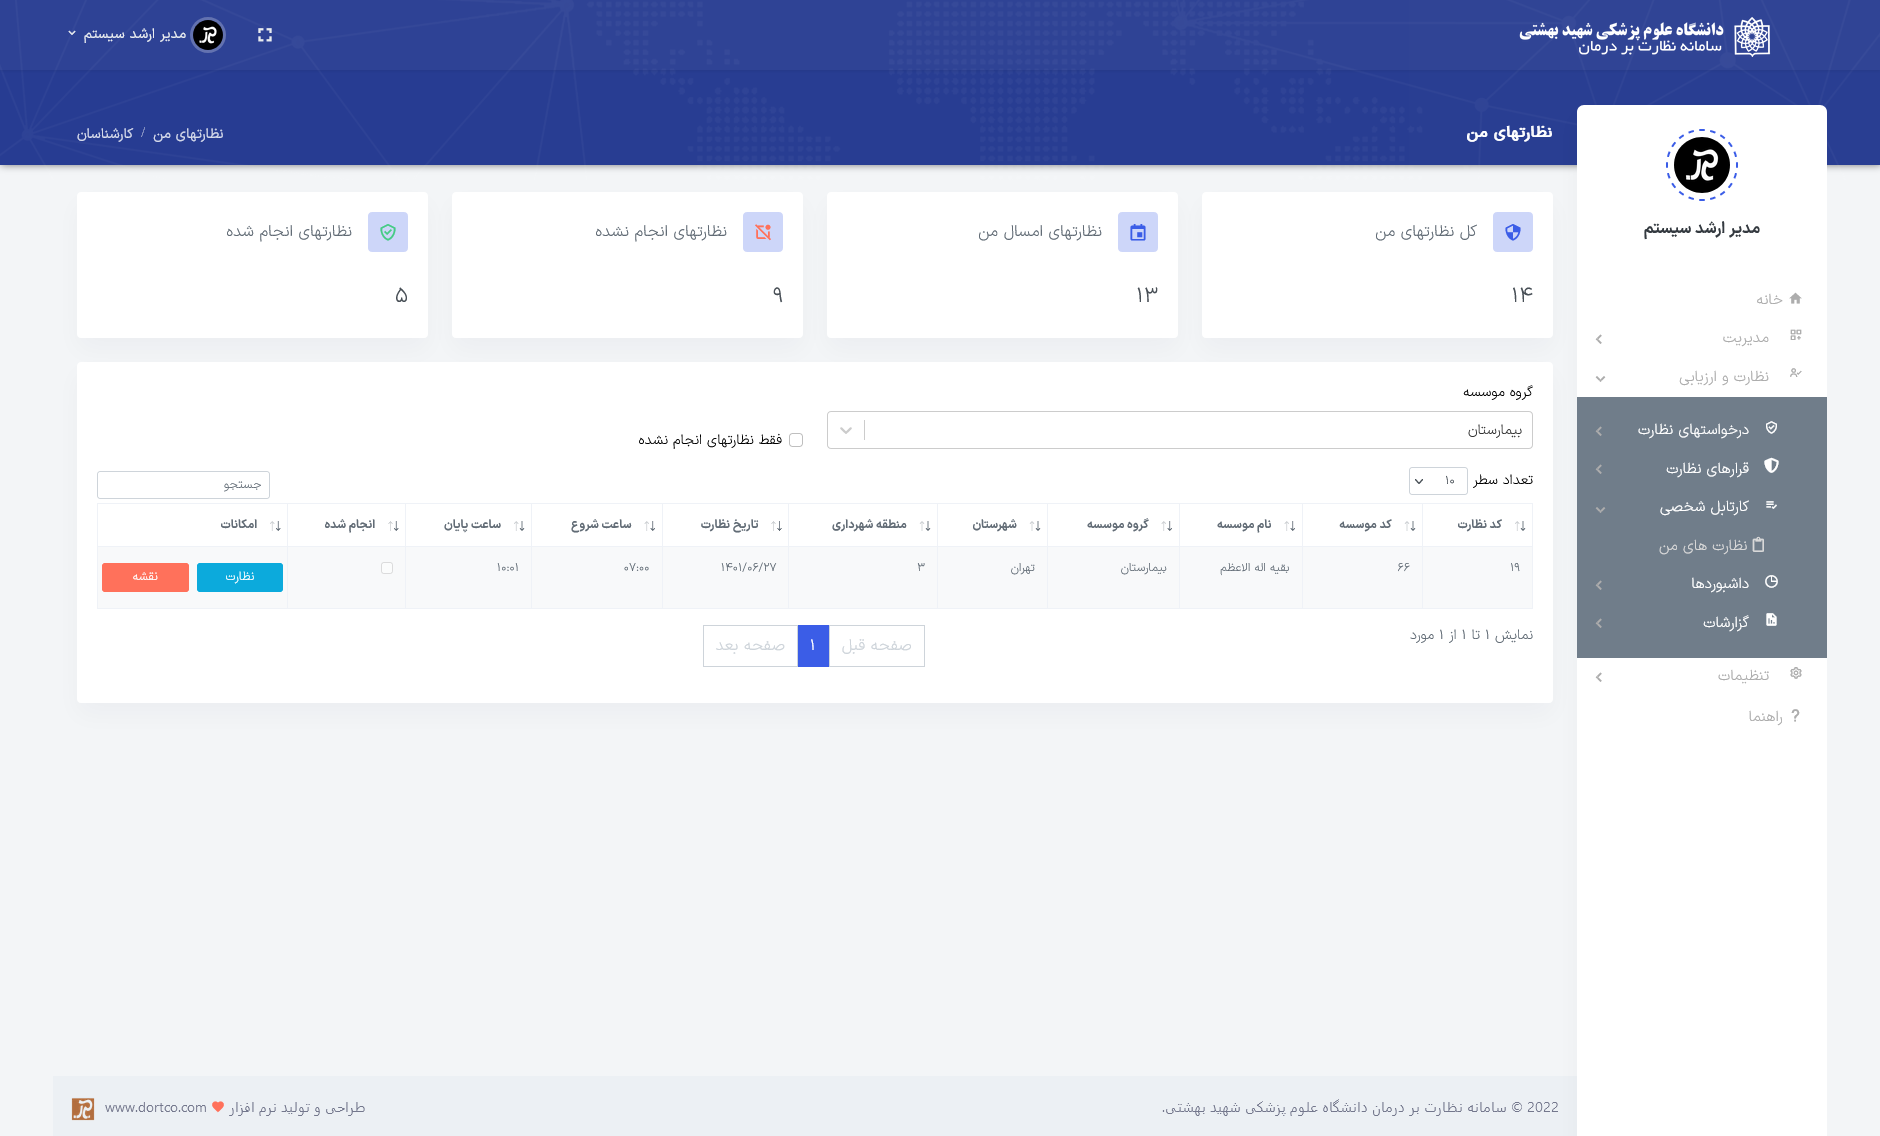 دانشگاه علوم پزشکی شهید بهشتی
سامانه نظارت بر درمان
مدیر ارشد سیستم
نظارتهای من
نظارتهای من / کارشناسان
مدیر ارشد سیستم
خانه
مدیریت
نظارت و ارزیابی
درخواستهای نظارت
قرارهای نظارت
کارتابل شخصی
نظارت های من
داشبوردها
گزارشات
تنظیمات
راهنما
کل نظارتهای من
۱۴
نظارتهای امسال من
۱۳
نظارتهای انجام نشده
۹
نظارتهای انجام شده
۵
گروه موسسه
بیمارستان
فقط نظارتهای انجام نشده
تعداد سطر ۱۰
جستجو
کد نظارت کد موسسه نام موسسه گروه موسسه شهرستان منطقه شهرداری تاریخ نظارت ساعت شروع ساعت پایان انجام شده امکانات
۱۹ ۶۶ بقیه اله الاعظم بیمارستان تهران ۳ ۱۴۰۱/۰۶/۲۷ ۰۷:۰۰ ۱۰:۰۱ نظارت نقشه
نمایش ۱ تا ۱ از ۱ مورد
صفحه قبل ۱ صفحه بعد
2022 © سامانه نظارت بر درمان دانشگاه علوم پزشکی شهید بهشتی.
طراحی و تولید نرم افزار ❤ www.dortco.com